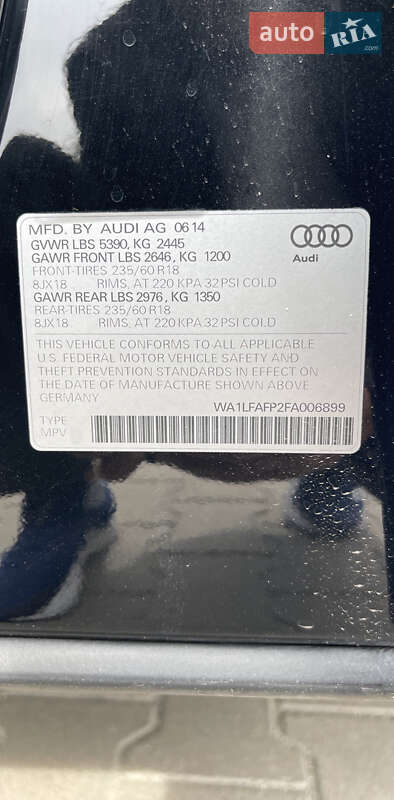 auto RIA .com
MFD. BY AUDI AG 0614
GVWR LBS 5390, KG 2445
GAWR FRONT LBS 2646, KG 1200
FRONT-TIRES 235/60 R18
8JX18 RIMS, AT 220 KPA 32 PSI COLD
GAWR REAR LBS 2976, KG 1350
REAR-TIRES 235/60 R18
8JX18 RIMS, AT 220 KPA 32 PSI COLD
Audi
THIS VEHICLE CONFORMS TO ALL APPLICABLE
U.S. FEDERAL MOTOR VEHICLE SAFETY AND
THEFT PREVENTION STANDARDS IN EFFECT ON
THE DATE OF MANUFACTURE SHOWN ABOVE.
GERMANY WA1LFAFP2FA006899
TYPE
MPV